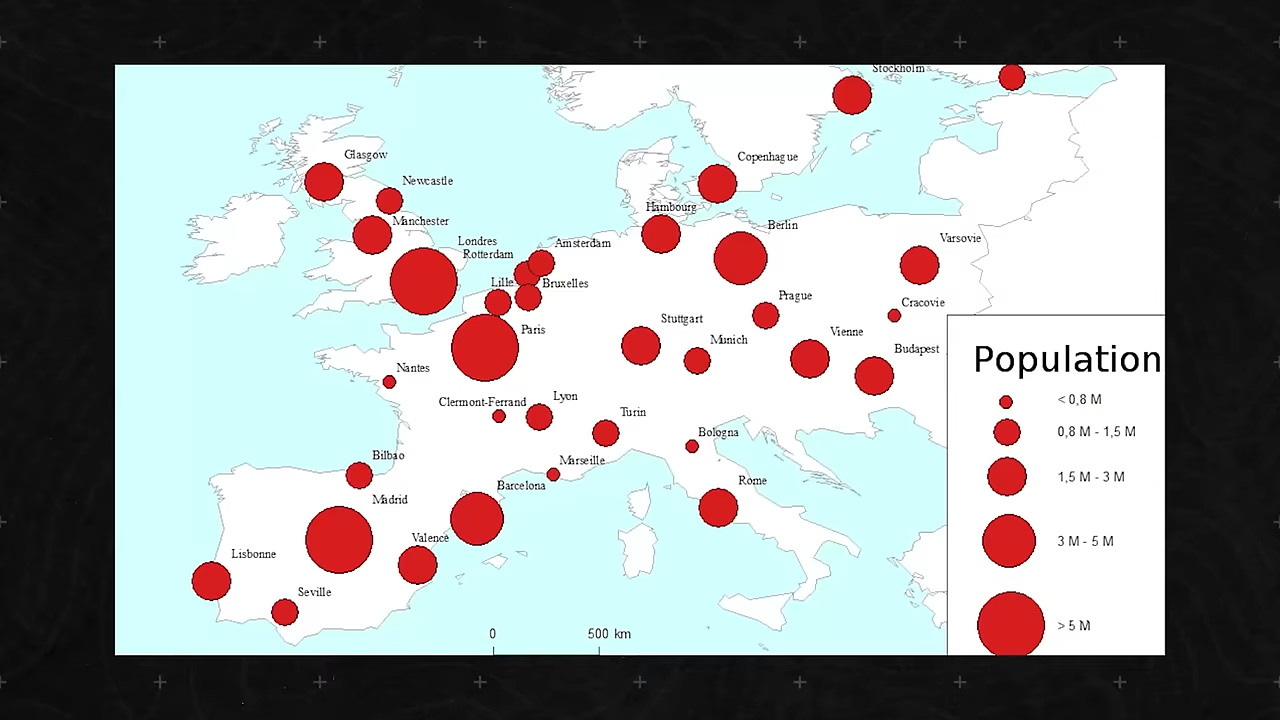 Stockholm
Glasgow
Copenhague
Newcastle
Hambourg
Manchester
Berlin
Londres
Varsovie
Amsterdam
Rotterdam
Lille
Bruxelles
Prague
Cracovie
Stuttgart
Paris
Vienne
Munich
Budapest
Nantes
Clermont-Ferrand
Lyon
Turin
Bologna
Bilbao
Marseille
Rome
Barcelona
Madrid
Valence
Lisbonne
Seville
0 500 km
Population
< 0,8 M
0,8 M - 1,5 M
1,5 M - 3 M
3 M - 5 M
> 5 M